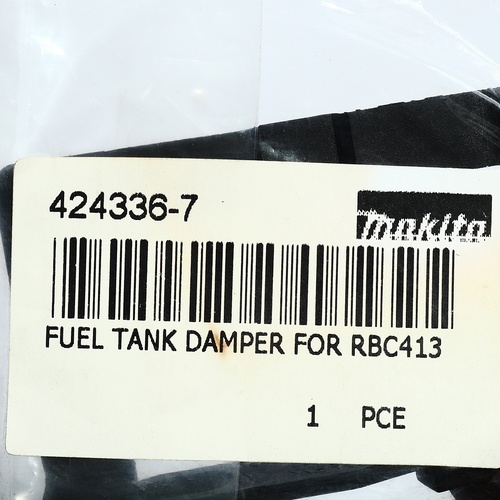 424336-7
makita
FUEL TANK DAMPER FOR RBC413
1 PCE